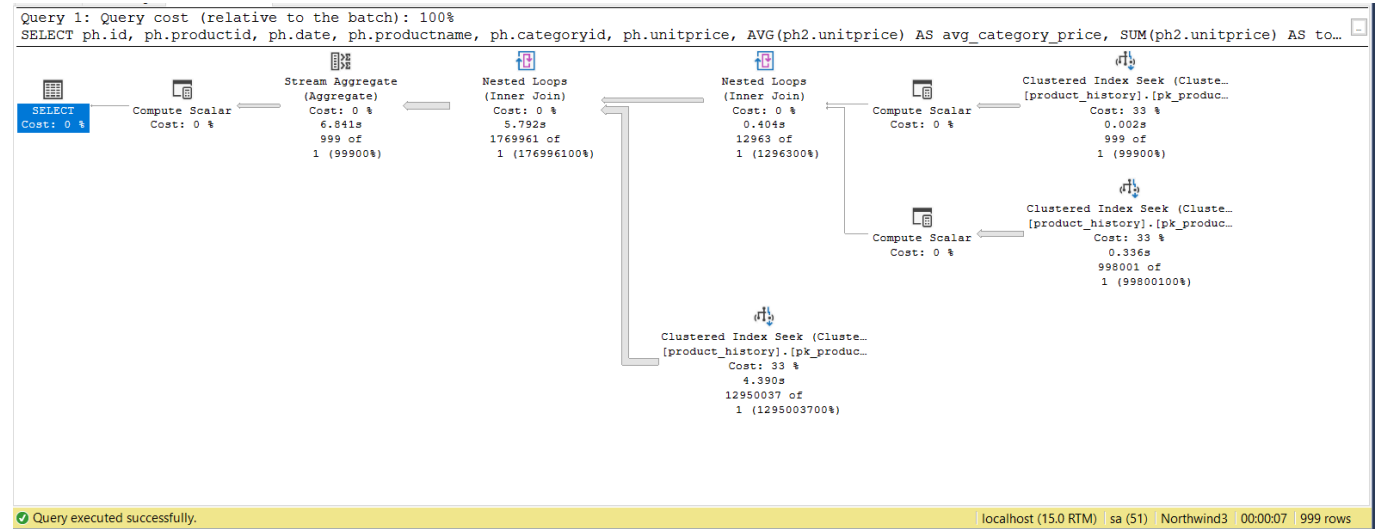 Query 1: Query cost (relative to the batch): 100%
SELECT ph.id, ph.productid, ph.date, ph.productname, ph.categoryid, ph.unitprice, AVG(ph2.unitprice) AS avg_category_price, SUM(ph2.unitprice) AS to…
SELECT
Cost: 0 %
Compute Scalar
Cost: 0 %
Stream Aggregate
(Aggregate)
Cost: 0 %
6.841s
999 of
1 (99900%)
Nested Loops
(Inner Join)
Cost: 0 %
5.792s
1769961 of
1 (176996100%)
Nested Loops
(Inner Join)
Cost: 0 %
0.404s
12963 of
1 (1296300%)
Compute Scalar
Cost: 0 %
Clustered Index Seek (Cluste…
[product_history].[pk_produc…
Cost: 33 %
0.002s
999 of
1 (99900%)
Compute Scalar
Cost: 0 %
Clustered Index Seek (Cluste…
[product_history].[pk_produc…
Cost: 33 %
0.336s
998001 of
1 (99800100%)
Clustered Index Seek (Cluste…
[product_history].[pk_produc…
Cost: 33 %
4.390s
12950037 of
1 (1295003700%)
Query executed successfully.
localhost (15.0 RTM) sa (51) Northwind3 00:00:07 999 rows